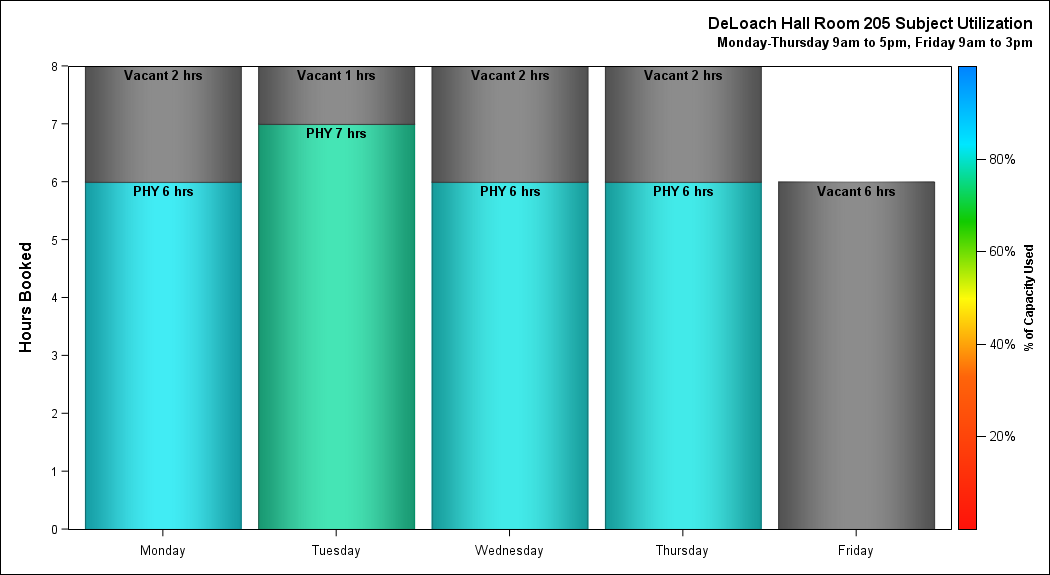 DeLoach Hall Room 205 Subject Utilization
Monday-Thursday 9am to 5pm, Friday 9am to 3pm
8
7
6
5
4
3
2
1
0
Hours Booked
Vacant 2 hrs
PHY 6 hrs
Vacant 1 hrs
PHY 7 hrs
Vacant 2 hrs
PHY 6 hrs
Vacant 2 hrs
PHY 6 hrs
Vacant 6 hrs
Monday
Tuesday
Wednesday
Thursday
Friday
80%
60%
40%
20%
% of Capacity Used